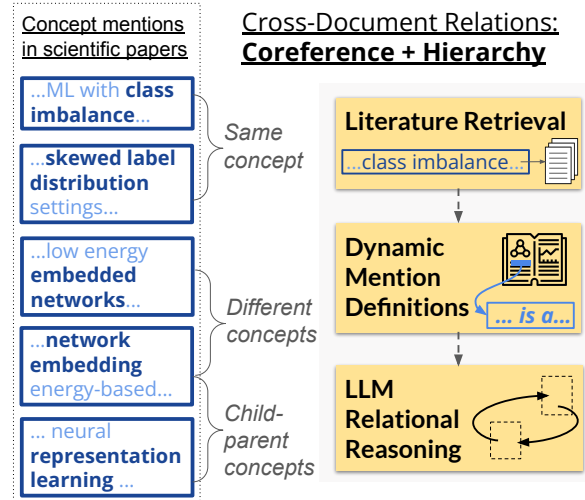 Concept mentions
in scientific papers
...ML with class
imbalance...
...skewed label
distribution
settings...
...low energy
embedded
networks...
...network
embedding
energy-based...
... neural
representation
learning ...
Same
concept
Different
concepts
Child-
parent
concepts
Cross-Document Relations:
Coreference + Hierarchy
Literature Retrieval
...class imbalance...
Dynamic
Mention
Definitions
... is a...
LLM
Relational
Reasoning